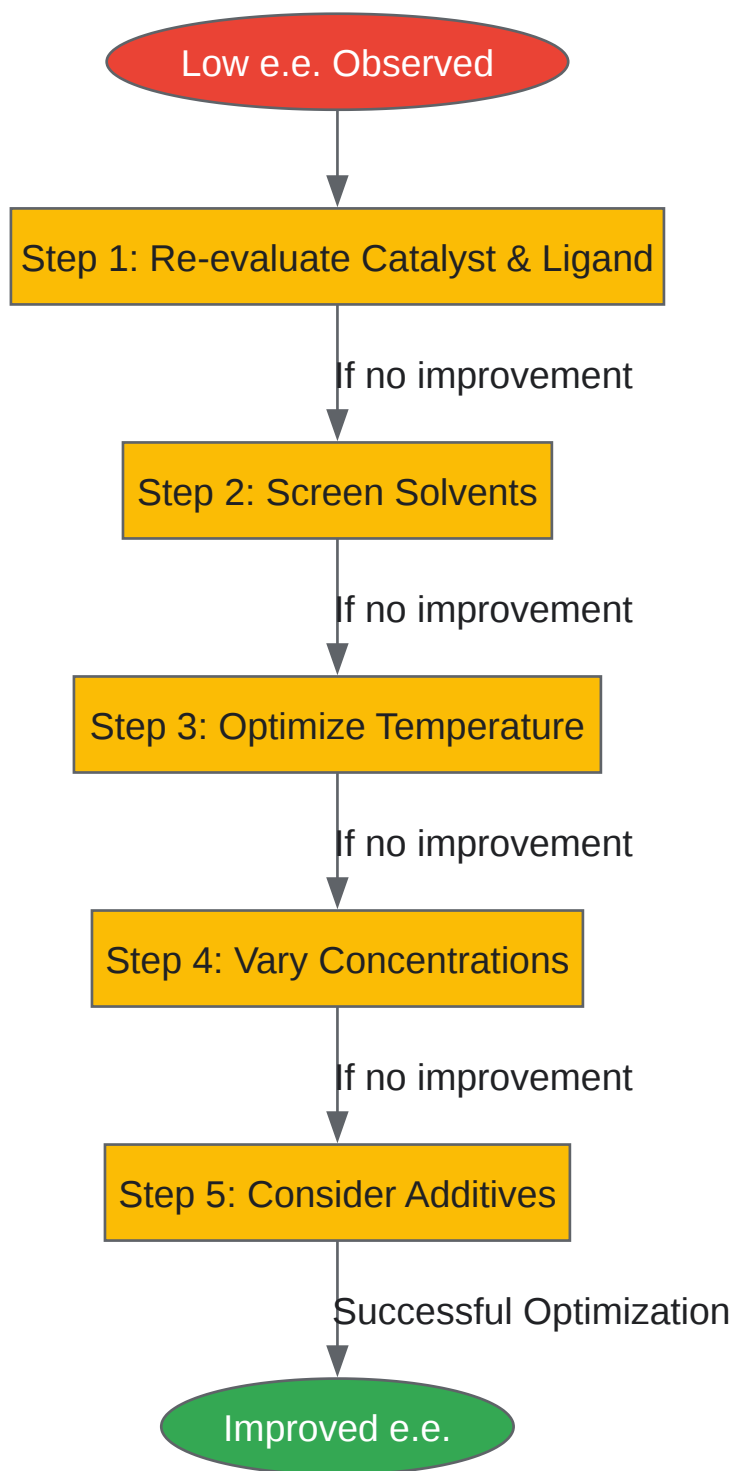 Low e.e. Observed
Step 1: Re-evaluate Catalyst & Ligand
If no improvement
Step 2: Screen Solvents
If no improvement
Step 3: Optimize Temperature
If no improvement
Step 4: Vary Concentrations
If no improvement
Step 5: Consider Additives
Successful Optimization
Improved e.e.